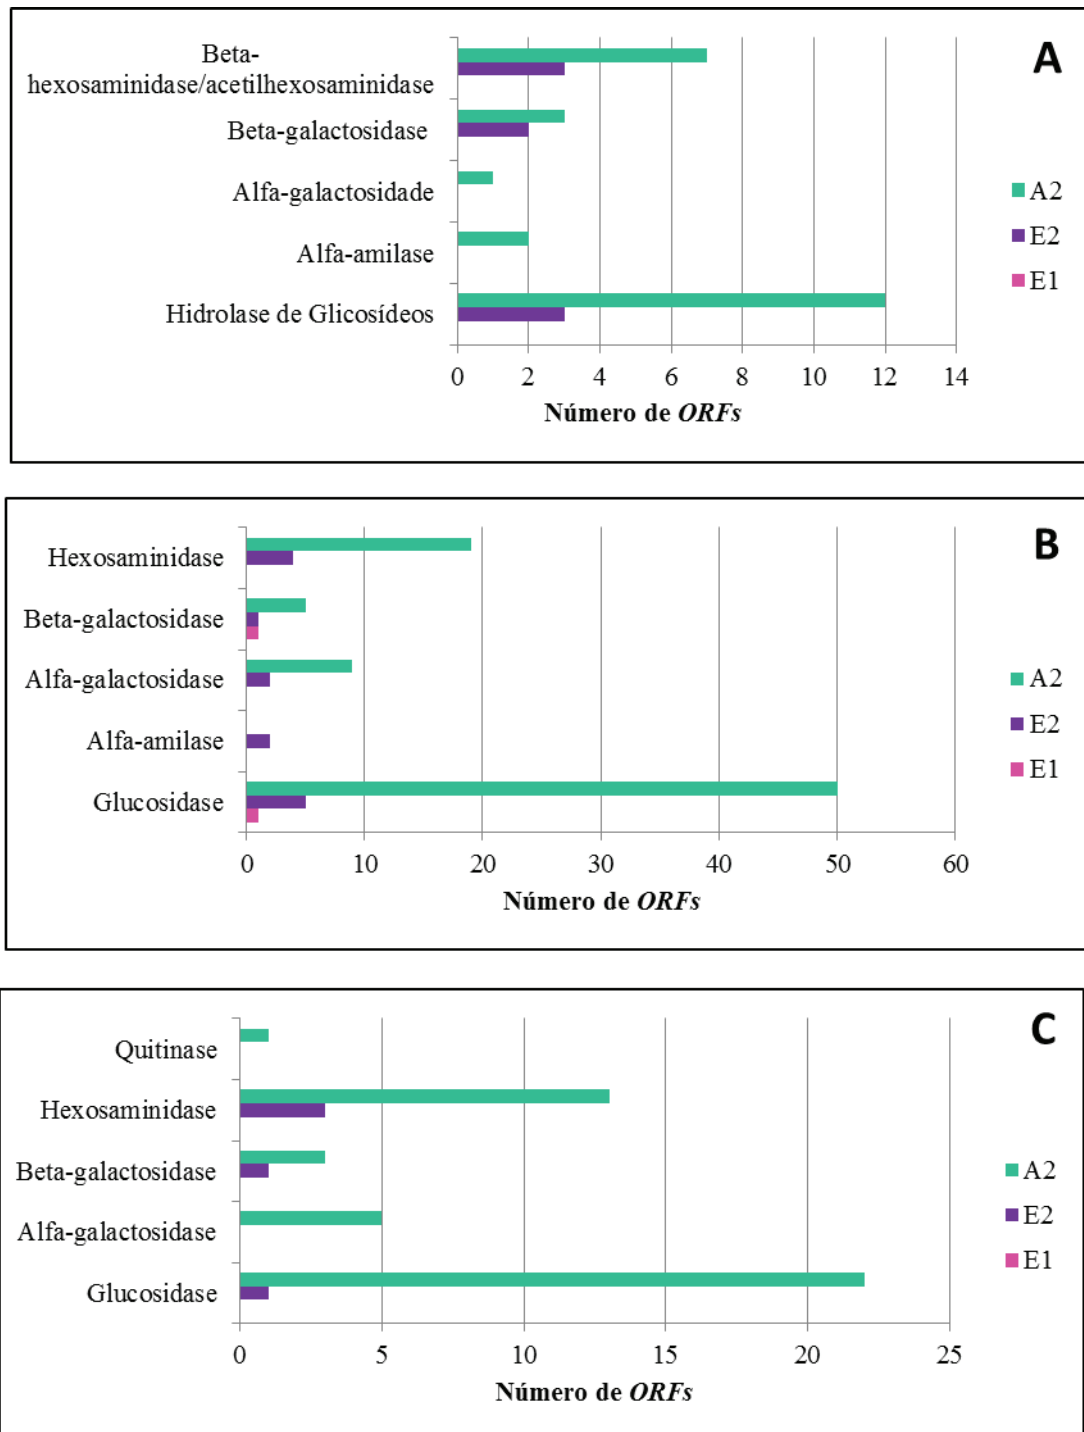 A
Beta-
hexosaminidase/acetilhexosaminidase
Beta-galactosidase
Alfa-galactosidade
Alfa-amilase
Hidrolase de Glicosídeos
A2
E2
E1
0 2 4 6 8 10 12 14
Número de ORFs
B
Hexosaminidase
Beta-galactosidase
Alfa-galactosidase
Alfa-amilase
Glucosidase
A2
E2
E1
0 10 20 30 40 50 60
Número de ORFs
C
Quitinase
Hexosaminidase
Beta-galactosidase
Alfa-galactosidase
Glucosidase
A2
E2
E1
0 5 10 15 20 25
Número de ORFs